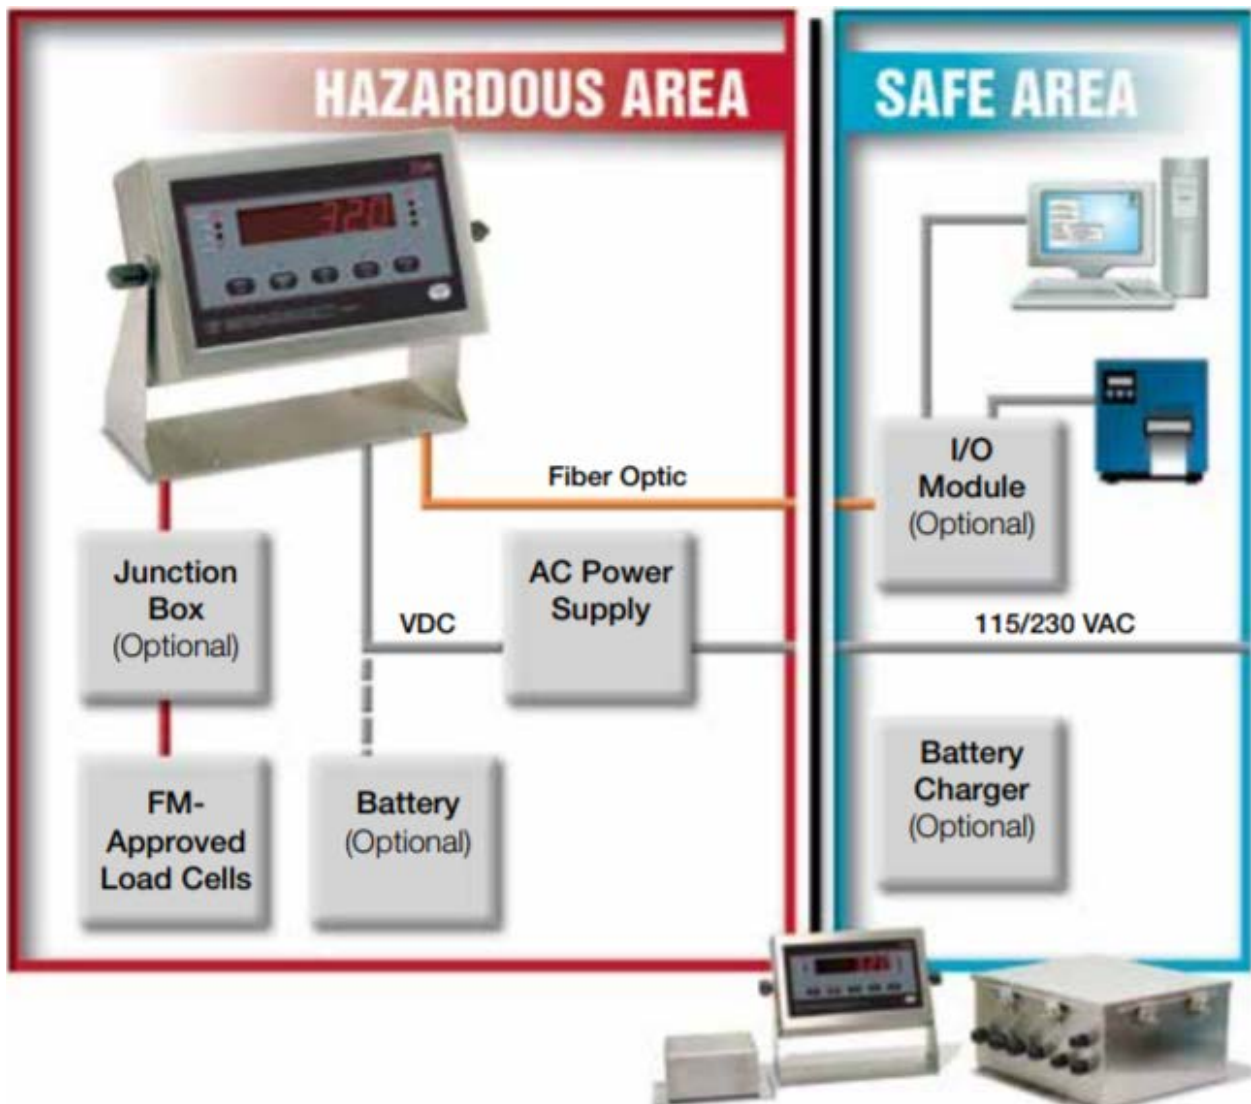 HAZARDOUS AREA
SAFE AREA
320
Fiber Optic
I/O
Module
(Optional)
Junction
Box
(Optional)
AC Power
Supply
VDC
115/230 VAC
FM-
Approved
Load Cells
Battery
(Optional)
Battery
Charger
(Optional)